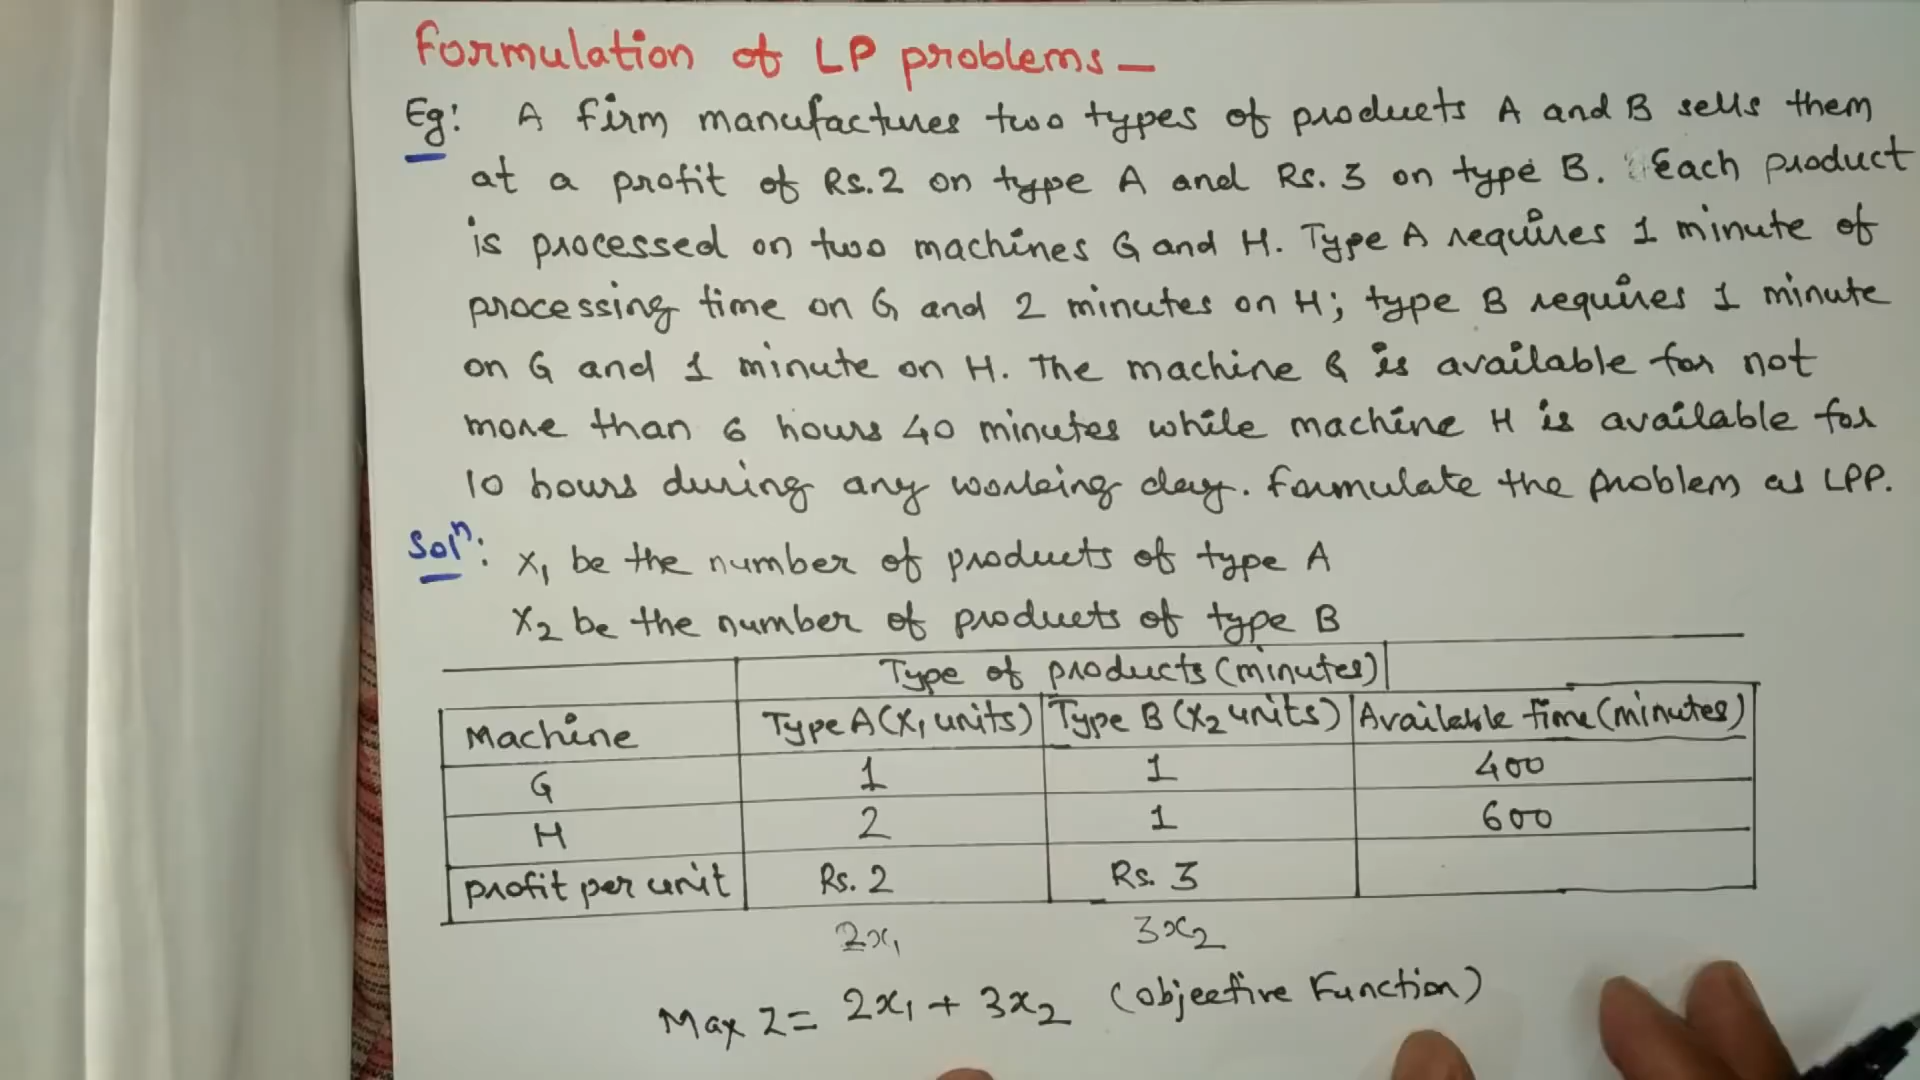 Formulation of LP problems —
Eg: A firm manufactures two types of products A and B sells them
at a profit of Rs.2 on type A and Rs. 3 on type B. Each product
is processed on two machines G and H. Type A requires 1 minute of
processing time on G and 2 minutes on H; type B requires 1 minute
on G and 1 minute on H. The machine G is available for not
more than 6 hours 40 minutes while machine H is available for
10 hours during any working day. Formulate the problem as LPP.
Solⁿ: X₁ be the number of products of type A
X₂ be the number of products of type B
Type of products (minutes)
Machine Type A (X₁ units) Type B (X₂ units) Available time (minutes)
G 1 1 400
H 2 1 600
profit per unit Rs. 2 Rs. 3
2x₁ 3x₂
Max Z = 2x₁ + 3x₂ (Objective Function)